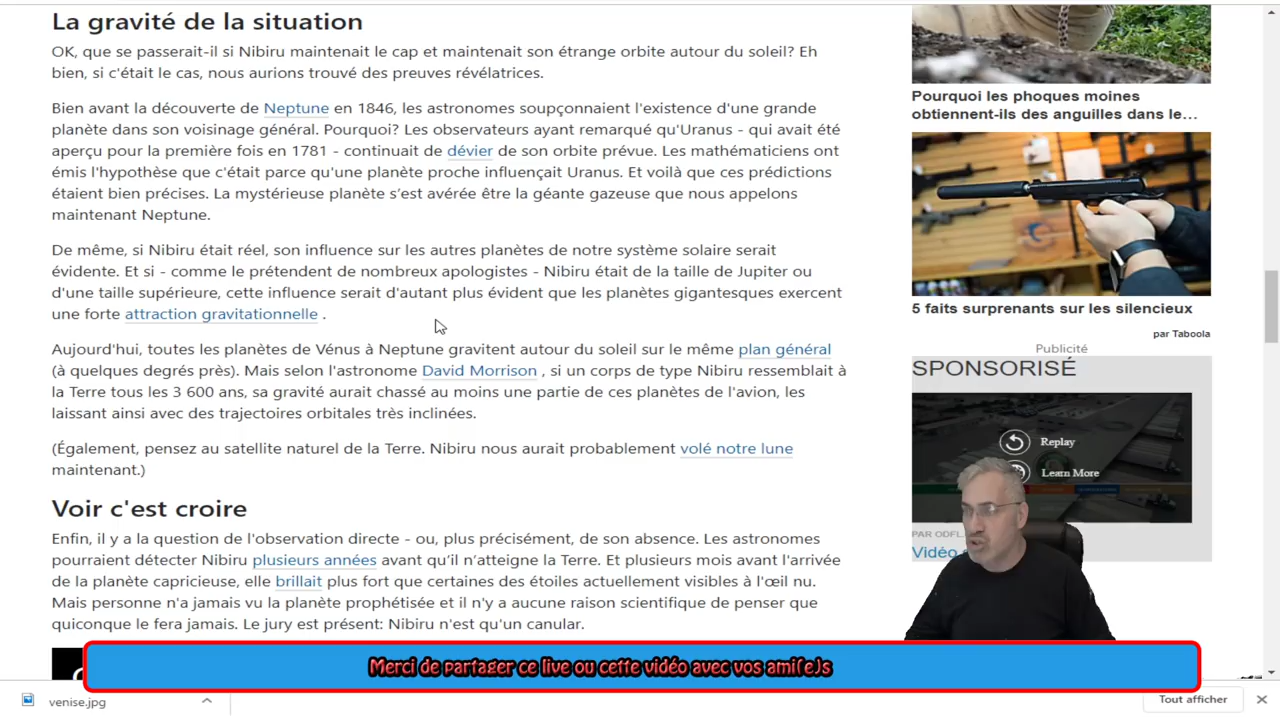 La gravité de la situation
OK, que se passerait-il si Nibiru maintenait le cap et maintenait son étrange orbite autour du soleil? Eh
bien, si c'était le cas, nous aurions trouvé des preuves révélatrices.
Bien avant la découverte de Neptune en 1846, les astronomes soupçonnaient l'existence d'une grande
planète dans son voisinage général. Pourquoi? Les observateurs ayant remarqué qu'Uranus - qui avait été
aperçu pour la première fois en 1781 - continuait de dévier de son orbite prévue. Les mathématiciens ont
émis l'hypothèse que c'était parce qu'une planète proche influençait Uranus. Et voilà que ces prédictions
étaient bien précises. La mystérieuse planète s'est avérée être la géante gazeuse que nous appelons
maintenant Neptune.
De même, si Nibiru était réel, son influence sur les autres planètes de notre système solaire serait
évidente. Et si - comme le prétendent de nombreux apologistes - Nibiru était de la taille de Jupiter ou
d'une taille supérieure, cette influence serait d'autant plus évident que les planètes gigantesques exercent
une forte attraction gravitationnelle .
Aujourd'hui, toutes les planètes de Vénus à Neptune gravitent autour du soleil sur le même plan général
(à quelques degrés près). Mais selon l'astronome David Morrison , si un corps de type Nibiru ressemblait à
la Terre tous les 3 600 ans, sa gravité aurait chassé au moins une partie de ces planètes de l'avion, les
laissant ainsi avec des trajectoires orbitales très inclinées.
(Également, pensez au satellite naturel de la Terre. Nibiru nous aurait probablement volé notre lune
maintenant.)
Voir c'est croire
Enfin, il y a la question de l'observation directe - ou, plus précisément, de son absence. Les astronomes
pourraient détecter Nibiru plusieurs années avant qu'il n'atteigne la Terre. Et plusieurs mois avant l'arrivée
de la planète capricieuse, elle brillait plus fort que certaines des étoiles actuellement visibles à l'œil nu.
Mais personne n'a jamais vu la planète prophétisée et il n'y a aucune raison scientifique de penser que
quiconque le fera jamais. Le jury est présent: Nibiru n'est qu'un canular.
Pourquoi les phoques moines
obtiennent-ils des anguilles dans le...
5 faits surprenants sur les silencieux
par Taboola
Publicité
SPONSORISÉ
Replay
Learn More
PAR ODFL.
Vidéo
Merci de partager ce live ou cette vidéo avec vos ami(e)s
venise.jpg
Tout afficher